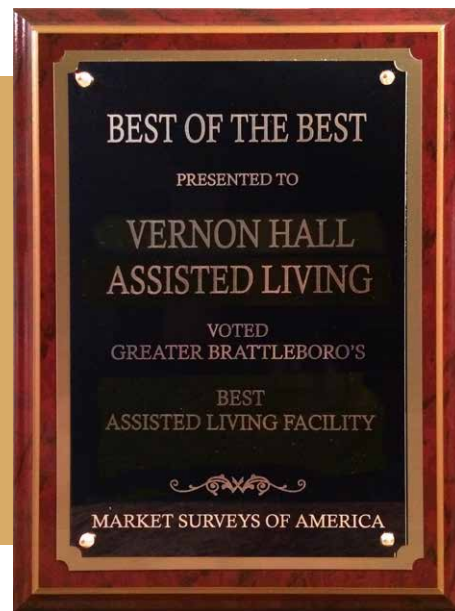 BEST OF THE BEST
PRESENTED TO
VERNON HALL
ASSISTED LIVING
VOTED
GREATER BRATTLEBORO'S
BEST
ASSISTED LIVING FACILITY
MARKET SURVEYS OF AMERICA